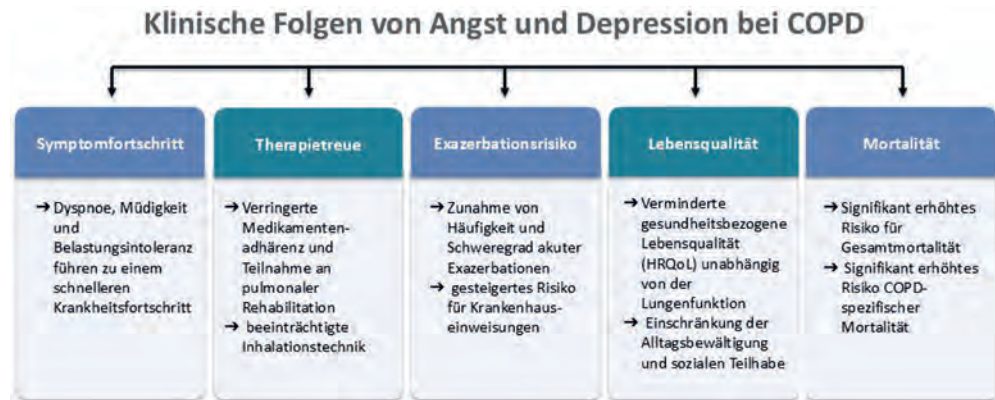 Klinische Folgen von Angst und Depression bei COPD
Symptomfortschritt
→ Dyspnoe, Müdigkeit
und
Belastungsintoleranz
führen zu einem
schnelleren
Krankheitsfortschritt
Therapietreue
→ Verringerte
Medikamenten-
adhärenz und
Teilnahme an
pulmonaler
Rehabilitation
→ beeinträchtigte
Inhalationstechnik
Exazerbationsrisiko
→ Zunahme von
Häufigkeit und
Schweregrad akuter
Exazerbationen
→ gesteigertes Risiko
für Krankenhaus-
einweisungen
Lebensqualität
→ Verminderte
gesundheitsbezogene
Lebensqualität
(HRQoL) unabhängig
von der
Lungenfunktion
→ Einschränkung der
Alltagsbewältigung
und sozialen Teilhabe
Mortalität
→ Signifikant erhöhtes
Risiko für
Gesamtmortalität
→ Signifikant erhöhtes
Risiko COPD-
spezifischer
Mortalität